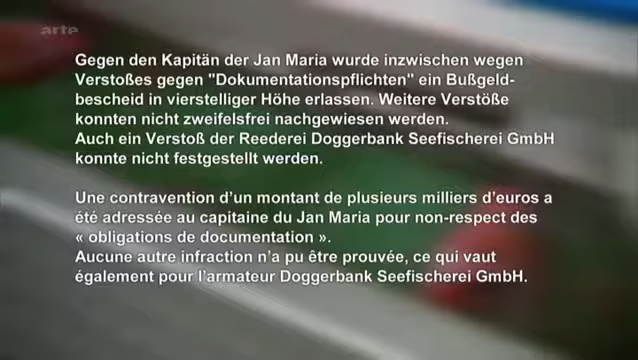 arte
Gegen den Kapitän der Jan Maria wurde inzwischen wegen
Verstoßes gegen "Dokumentationspflichten" ein Bußgeld-
bescheid in vierstelliger Höhe erlassen. Weitere Verstöße
konnten nicht zweifelsfrei nachgewiesen werden.
Auch ein Verstoß der Reederei Doggerbank Seefischerei GmbH
konnte nicht festgestellt werden.
Une contravention d'un montant de plusieurs milliers d'euros a
été adressée au capitaine du Jan Maria pour non-respect des
« obligations de documentation ».
Aucune autre infraction n'a pu être prouvée, ce qui vaut
également pour l'armateur Doggerbank Seefischerei GmbH.